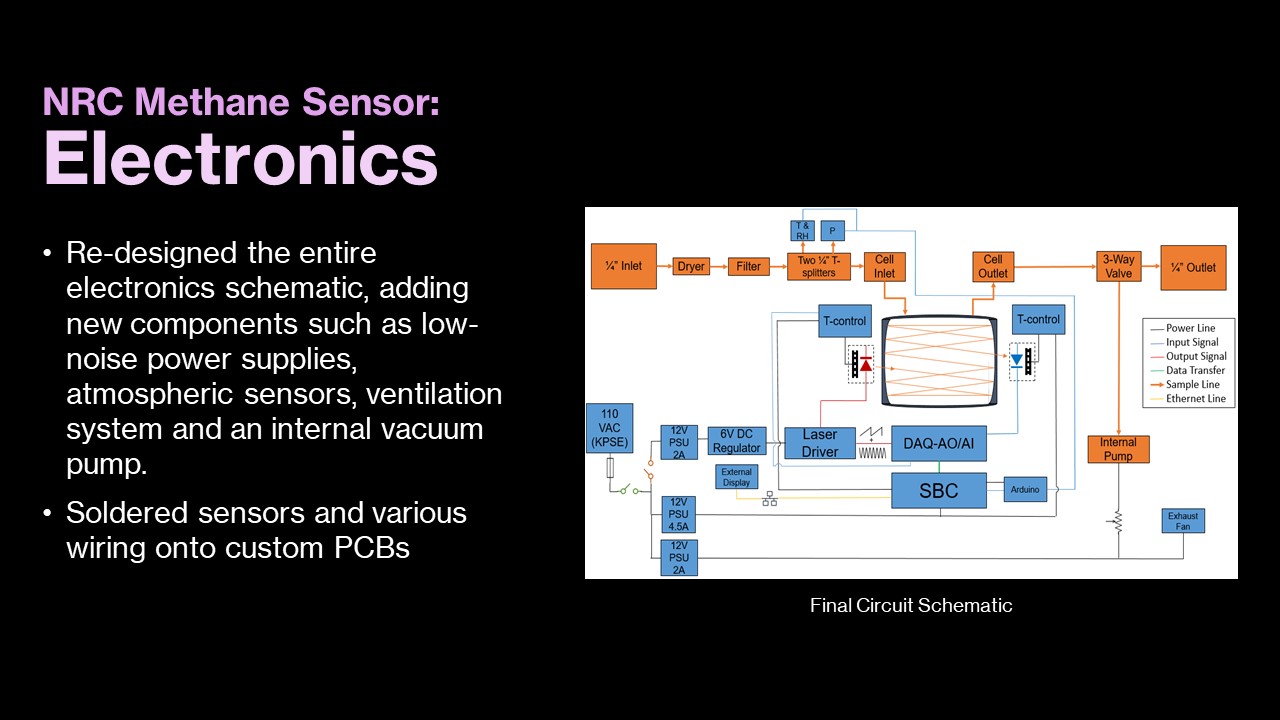 NRC Methane Sensor:
Electronics
• Re-designed the entire
electronics schematic, adding
new components such as low-
noise power supplies,
atmospheric sensors, ventilation
system and an internal vacuum
pump.
• Soldered sensors and various
wiring onto custom PCBs
T &
RH
P
¼” Inlet
Dryer
Filter
Two ¼” T-
splitters
Cell
Inlet
Cell
Outlet
3-Way
Valve
¼” Outlet
T-control
T-control
Power Line
Input Signal
Output Signal
Data Transfer
Sample Line
Ethernet Line
110
VAC
(KPSE)
12V
PSU
2A
6V DC
Regulator
Laser
Driver
DAQ-AO/AI
Internal
Pump
External
Display
SBC
Arduino
12V
PSU
4.5A
Exhaust
Fan
12V
PSU
2A
Final Circuit Schematic